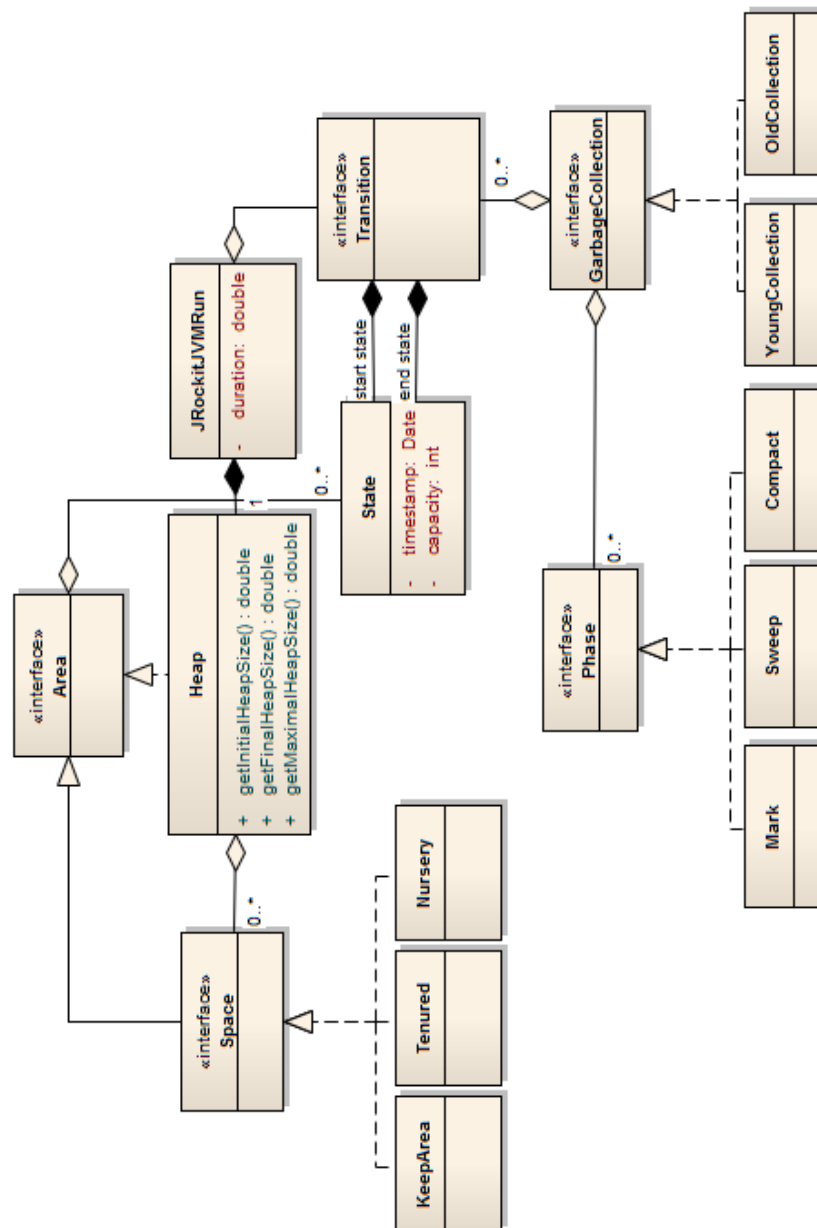 «interface»
Area
«interface»
Space
0..*
Heap
+ getInitialHeapSize() : double
+ getFinalHeapSize() : double
+ getMaximalHeapSize() : double
1
JRockitJVMRun
- duration: double
0..*
State
- timestamp: Date
- capacity: int
start state
end state
«interface»
Transition
KeepArea
Tenured
Nursery
0..*
«interface»
GarbageCollection
«interface»
Phase
0..*
Mark
Sweep
Compact
YoungCollection
OldCollection